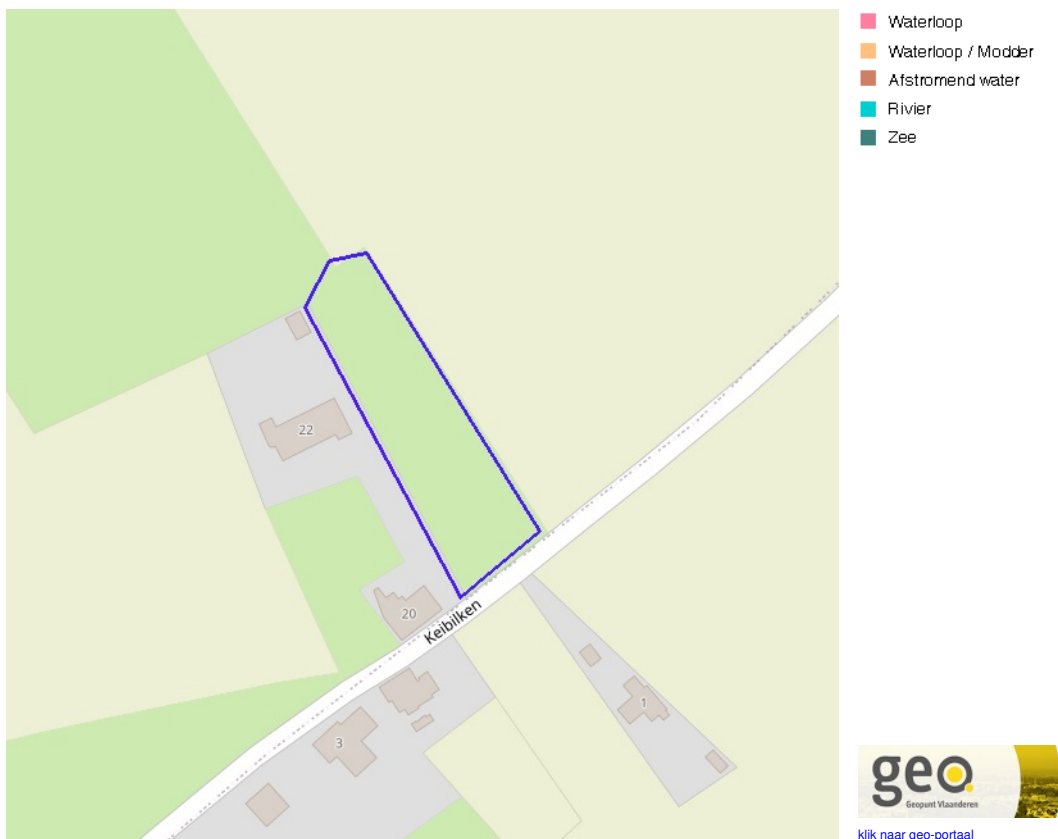 Waterloop
Waterloop / Modder
Afstromend water
Rivier
Zee
22
20
Keibilken
1
3
geo.
Geopunt Vlaanderen
klik naar geo-portaal